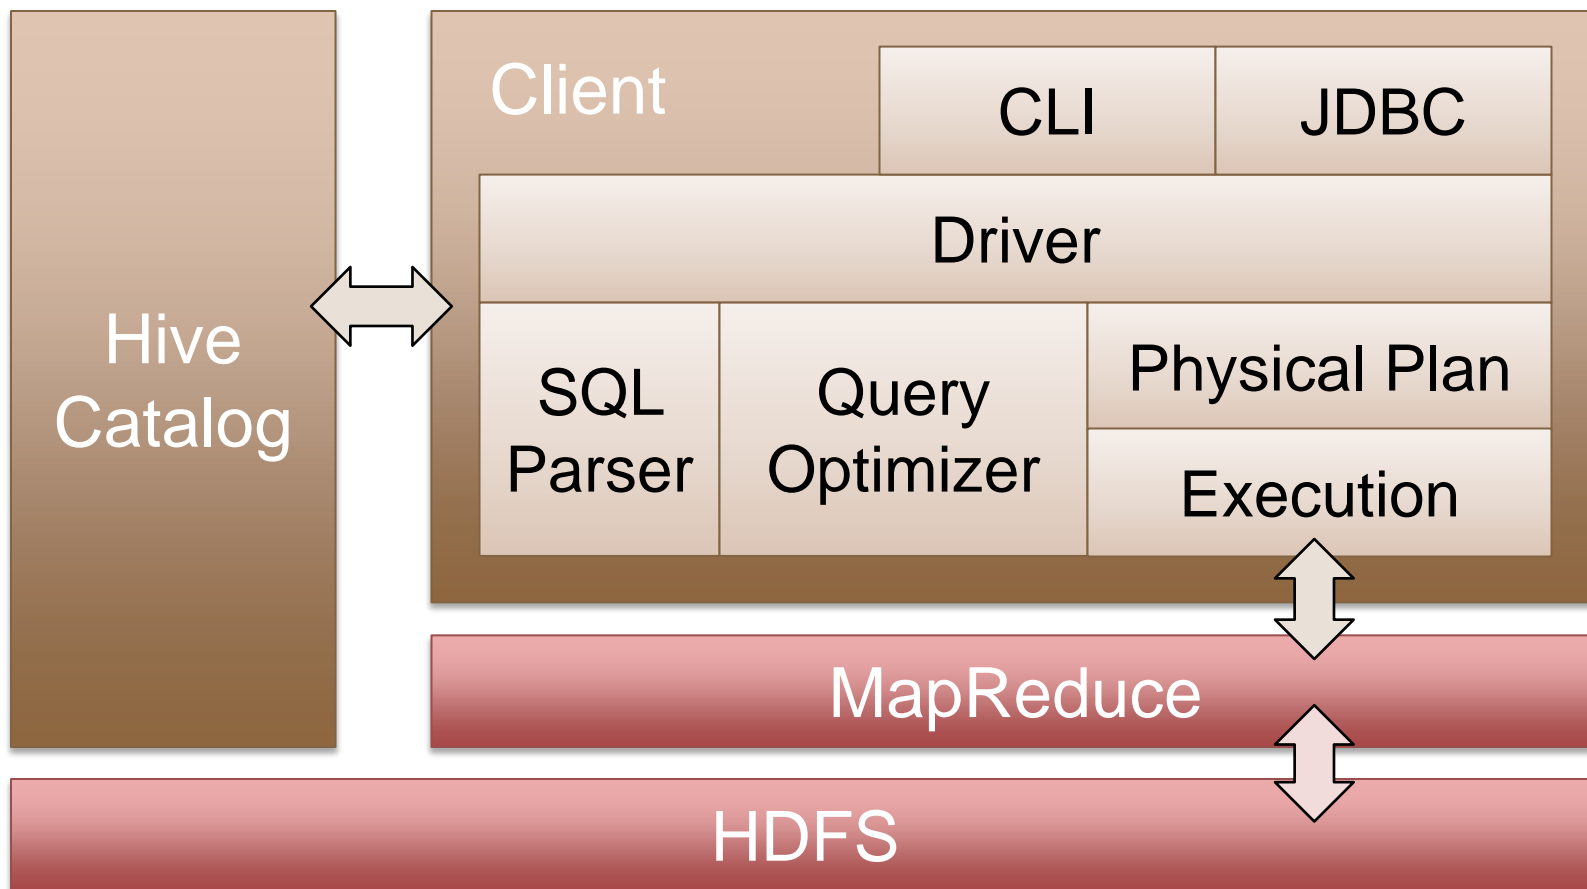 Client
CLI
JDBC
Driver
Hive
Catalog
SQL
Parser
Query
Optimizer
Physical Plan
Execution
MapReduce
HDFS